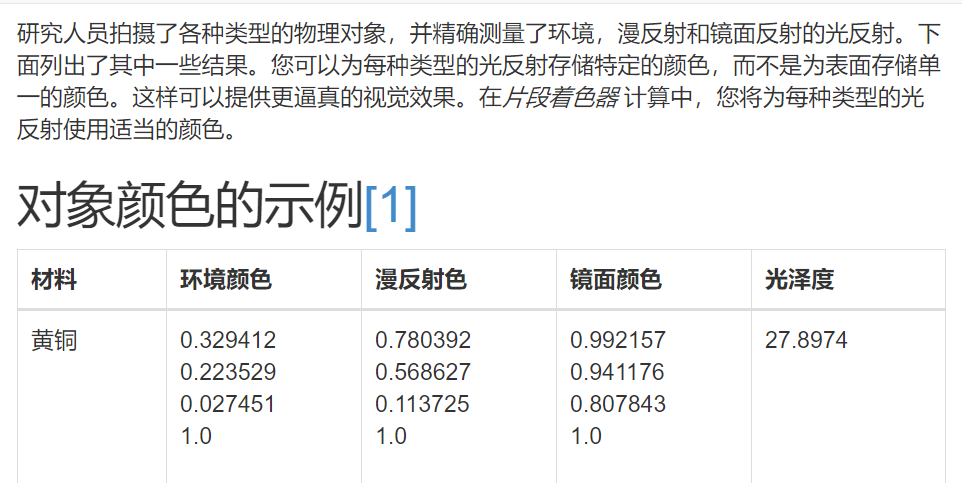 研究人员拍摄了各种类型的物理对象，并精确测量了环境，漫反射和镜面反射的光反射。下
面列出了其中一些结果。您可以为每种类型的光反射存储特定的颜色，而不是为表面存储单
一的颜色。这样可以提供更逼真的视觉效果。在片段着色器 计算中，您将为每种类型的光
反射使用适当的颜色。
对象颜色的示例[1]
材料 环境颜色 漫反射色 镜面颜色 光泽度
黄铜 0.329412 0.780392 0.992157 27.8974
0.223529 0.568627 0.941176
0.027451 0.113725 0.807843
1.0 1.0 1.0